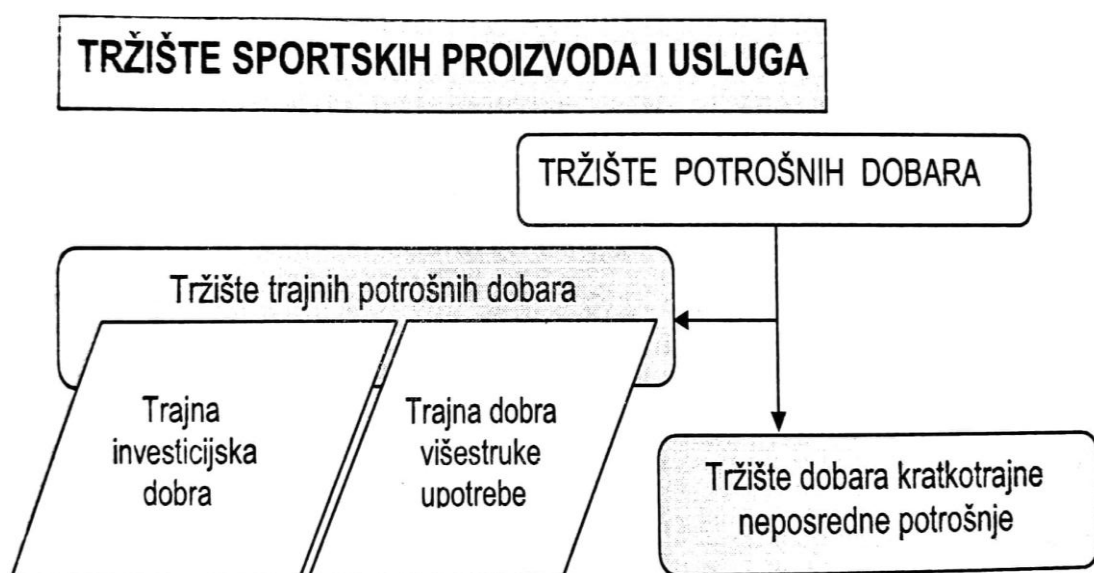 TRŽIŠTE SPORTSKIH PROIZVODA I USLUGA
TRŽIŠTE POTROŠNIH DOBARA
Tržište trajnih potrošnih dobara
Trajna
investicijska
dobra
Trajna dobra
višestruke
upotrebe
Tržište dobara kratkotrajne
neposredne potrošnje